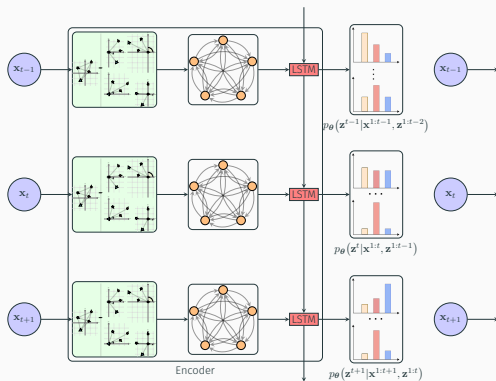 x_{t-1} LSTM x_{t-1}
p_θ(z^{t-1}|x^{1:t-1}, z^{1:t-2})
x_t LSTM x_t
p_θ(z^t|x^{1:t}, z^{1:t-1})
x_{t+1} LSTM x_{t+1}
Encoder
p_θ(z^{t+1}|x^{1:t+1}, z^{1:t})